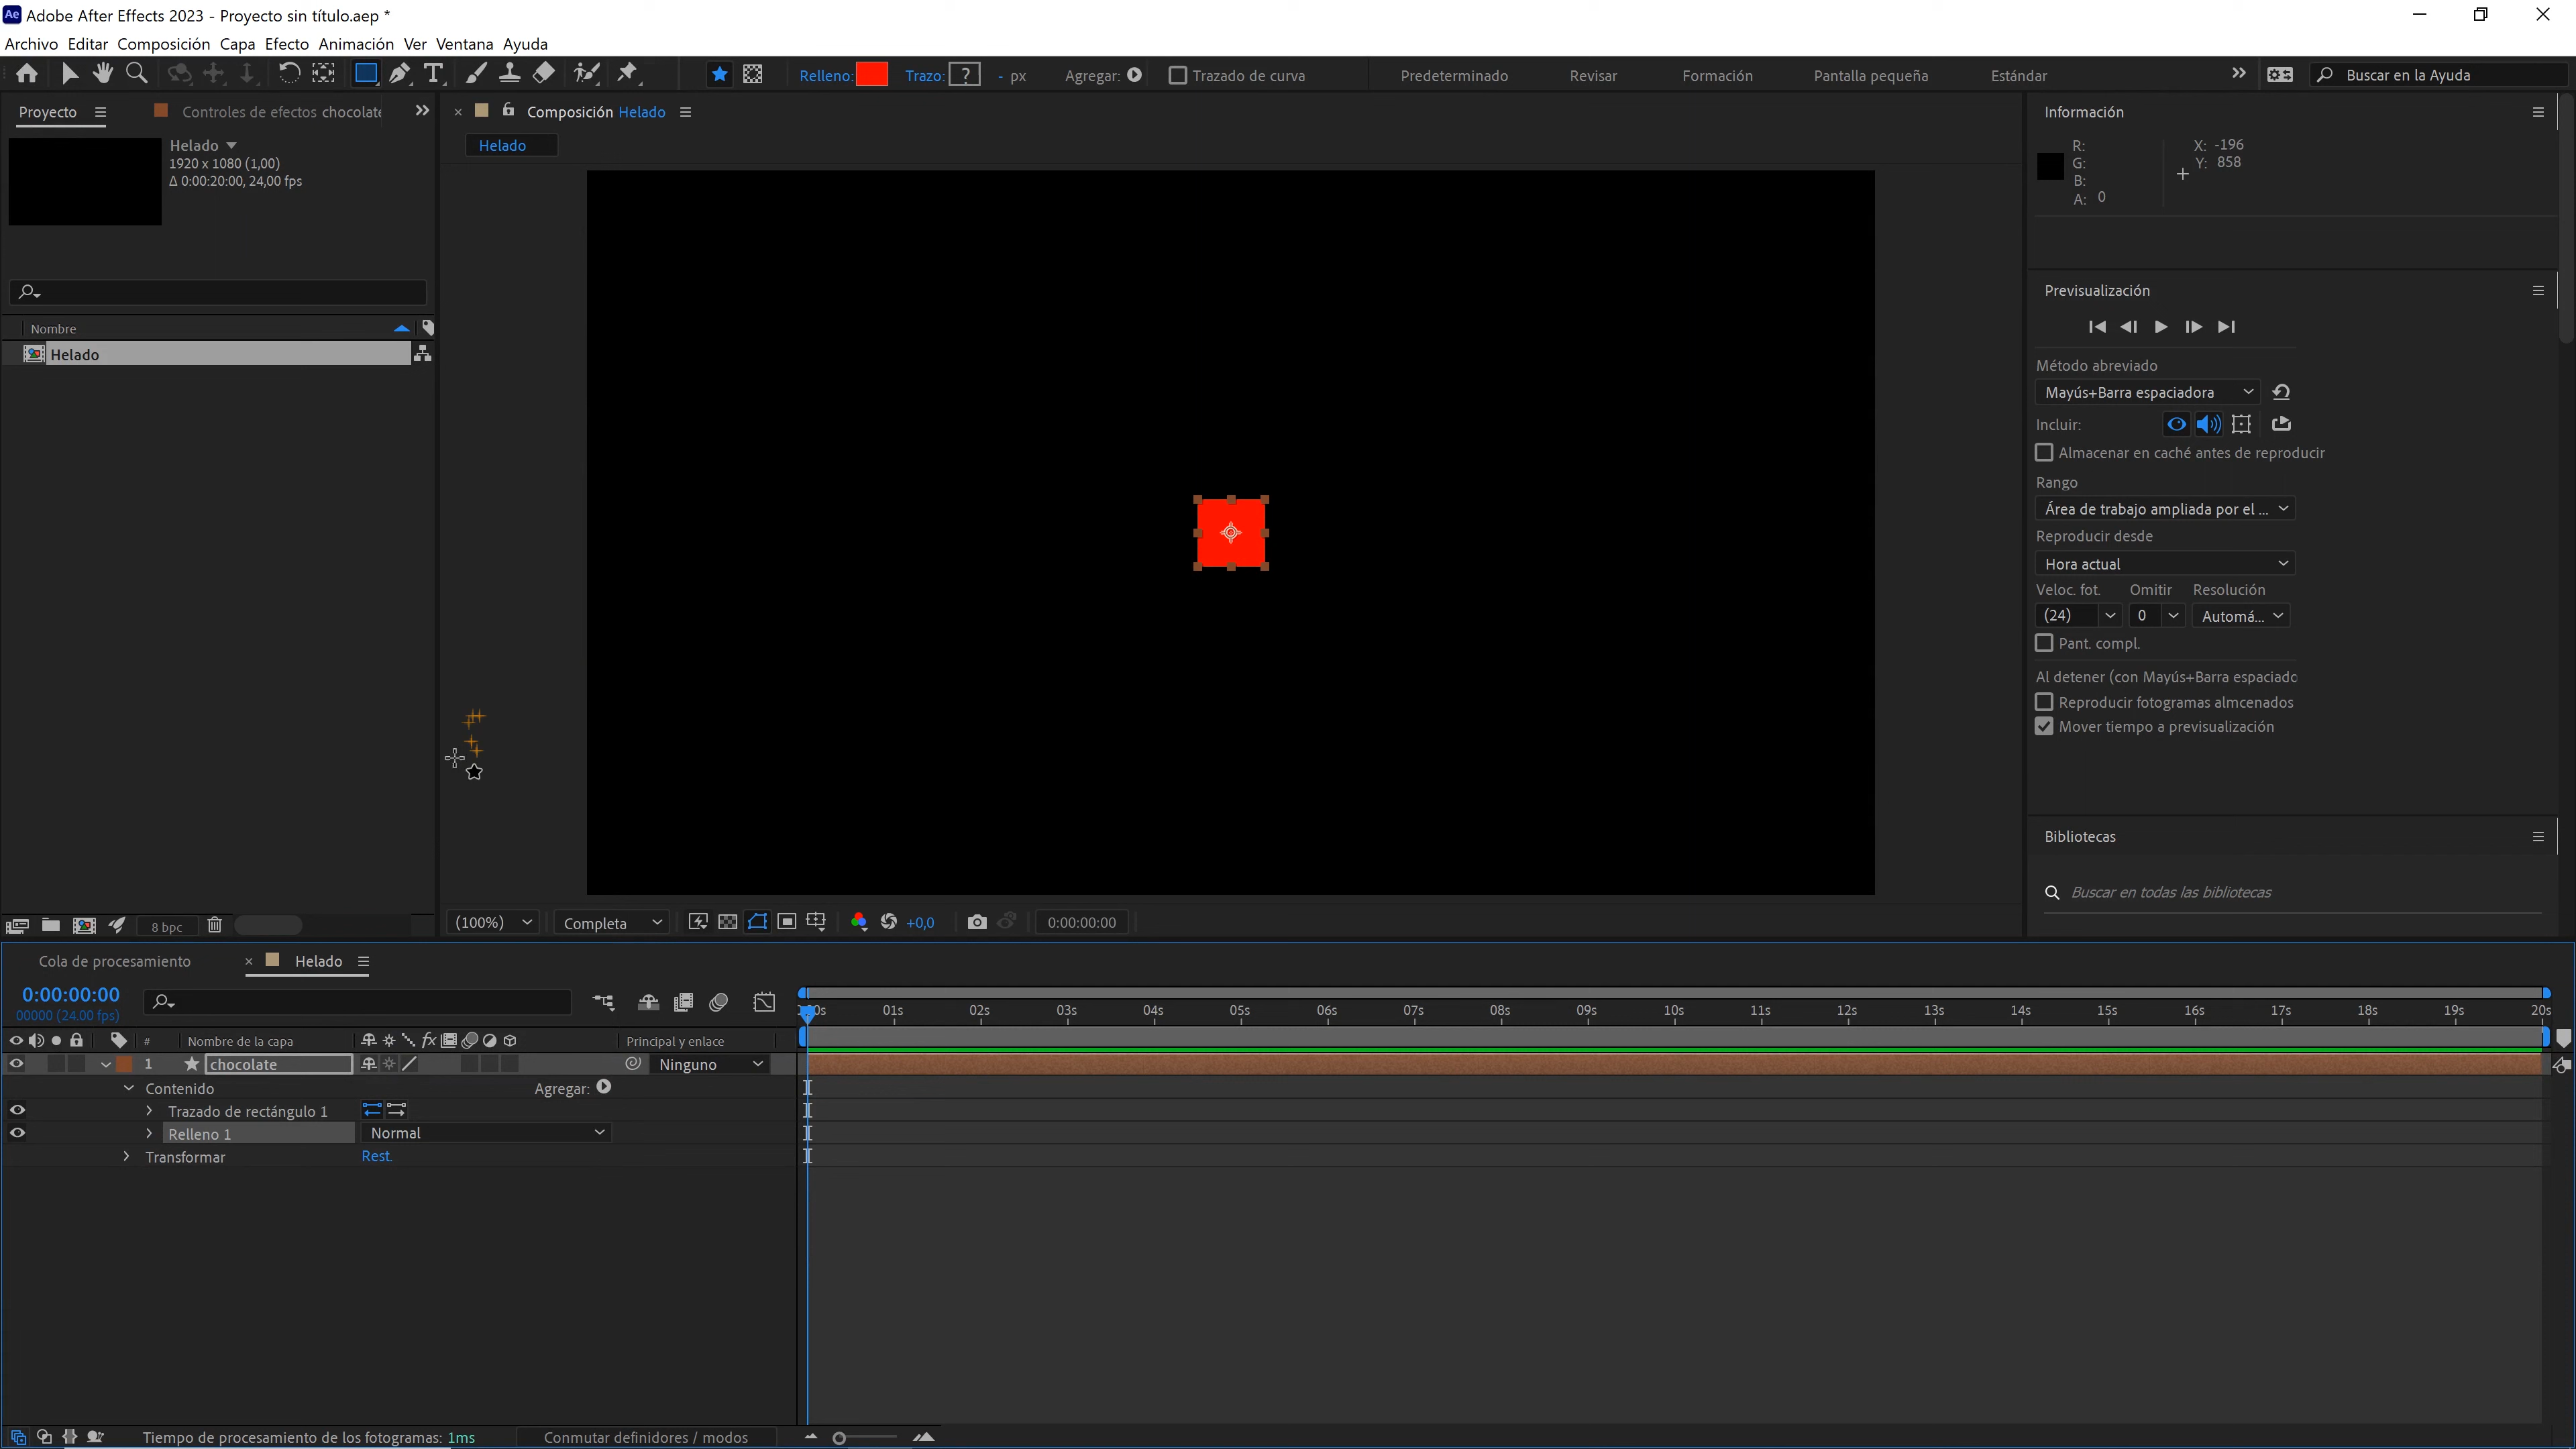 Ae Adobe After Effects 2023 - Proyecto sin título.aep *
Archivo Editar Composición Capa Efecto Animación Ver Ventana Ayuda
Relleno: Trazo: ? - px Agregar: Trazado de curva Predeterminado Revisar Formación Pantalla pequeña Estándar Buscar en la Ayuda
Proyecto Controles de efectos chocolate
Helado
1920 x 1080 (1,00)
Δ 0:00:20:00, 24,00 fps
Nombre
Helado
8 bpc
Composición Helado
Helado
(100%) Completa +0,0 0:00:00:00
Información
R: X: -196
G: Y: 858
B:
A: 0
Previsualización
Método abreviado
Mayús+Barra espaciadora
Incluir:
Almacenar en caché antes de reproducir
Rango
Área de trabajo ampliada por el ...
Reproducir desde
Hora actual
Veloc. fot. Omitir Resolución
(24) 0 Automá...
Pant. compl.
Al detener (con Mayús+Barra espaciado
Reproducir fotogramas almcenados
Mover tiempo a previsualización
Bibliotecas
Buscar en todas las bibliotecas
Cola de procesamiento Helado
0:00:00:00
00000 (24.00 fps)
01s 02s 03s 04s 05s 06s 07s 08s 09s 10s 11s 12s 13s 14s 15s 16s 17s 18s 19s 20s
# Nombre de la capa fx Principal y enlace
1 chocolate Ninguno
Contenido Agregar:
Trazado de rectángulo 1
Relleno 1 Normal
Transformar Rest.
Tiempo de procesamiento de los fotogramas: 1ms Conmutar definidores / modos